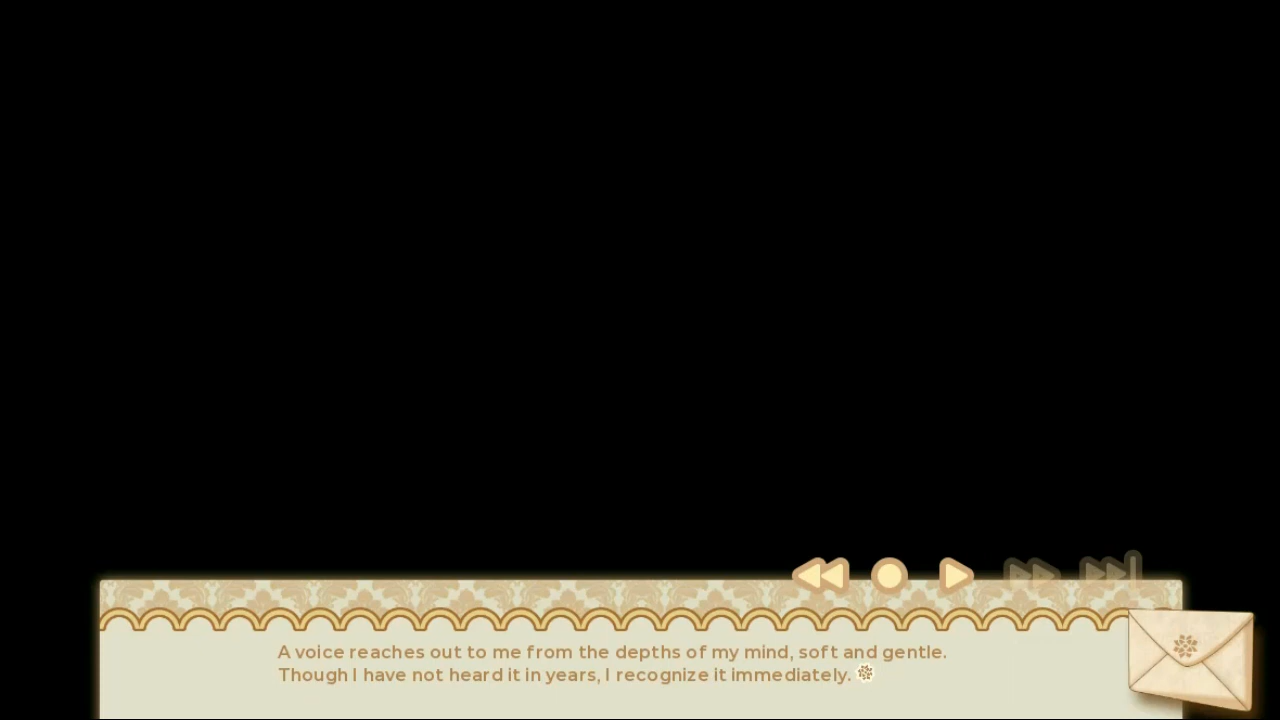 A voice reaches out to me from the depths of my mind, soft and gentle.
Though I have not heard it in years, I recognize it immediately.